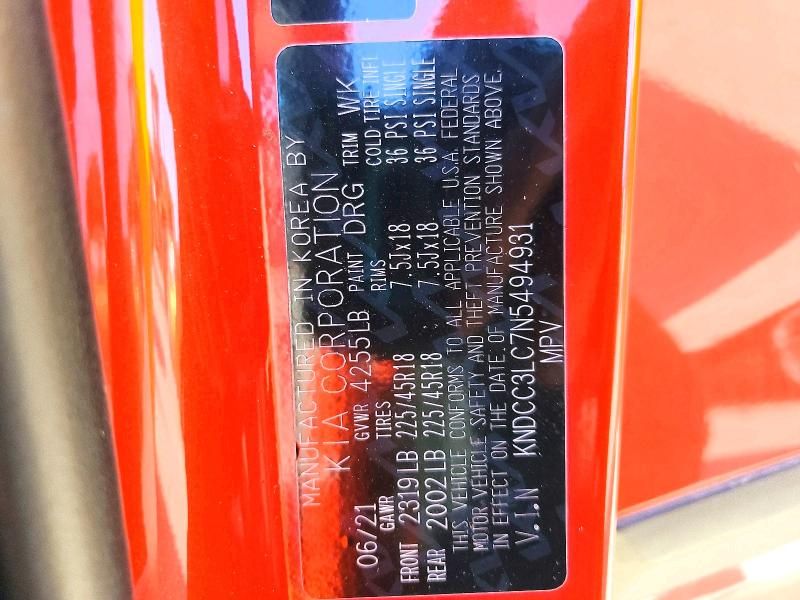 MANUFACTURED IN KOREA BY
KIA CORPORATION
06/21 GVWR 4255LB PAINT DRG TRIM WK
GAWR TIRES RIMS COLD TIRE INFL
FRONT 2319LB 225/45R18 7.5Jx18 36 PSI SINGLE
REAR 2002LB 225/45R18 7.5Jx18 36 PSI SINGLE
THIS VEHICLE CONFORMS TO ALL APPLICABLE U.S.A. FEDERAL
MOTOR VEHICLE SAFETY AND THEFT PREVENTION STANDARDS
IN EFFECT ON THE DATE OF MANUFACTURE SHOWN ABOVE.
V.I.N KNDCC3LC7N5494931
MPV